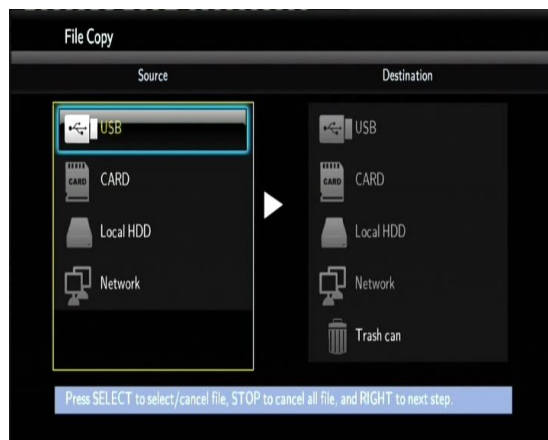 File Copy
Source
Destination
USB
CARD
Local HDD
Network
USB
CARD
Local HDD
Network
Trash can
Press SELECT to select/cancel file, STOP to cancel all file, and RIGHT to next step.